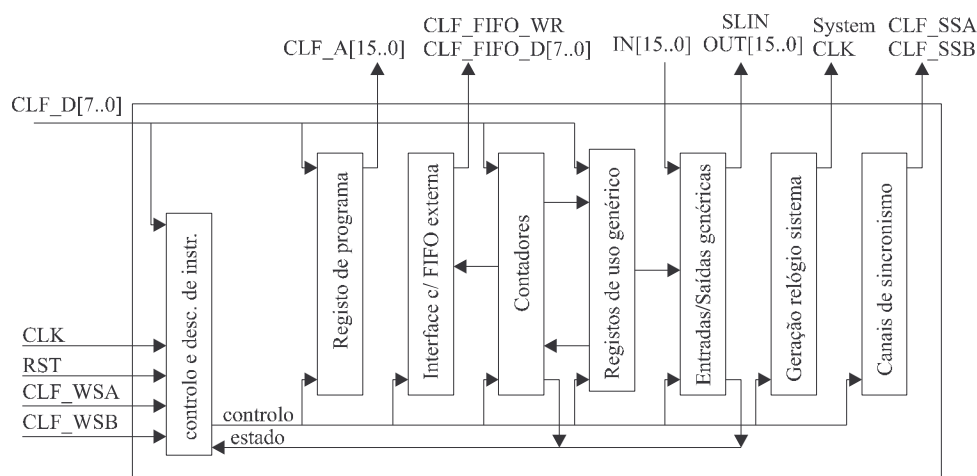 CLF_A[15..0]
CLF_FIFO_WR
CLF_FIFO_D[7..0]
IN[15..0]
SLIN
OUT[15..0]
System
CLK
CLF_SSA
CLF_SSB
CLF_D[7..0]
controlo e desc. de instr.
Registo de programa
Interface c/ FIFO externa
Contadores
Registos de uso genérico
Entradas/Saídas genéricas
Geração relógio sistema
Canais de sincronismo
CLK
RST
CLF_WSA
CLF_WSB
controlo
estado